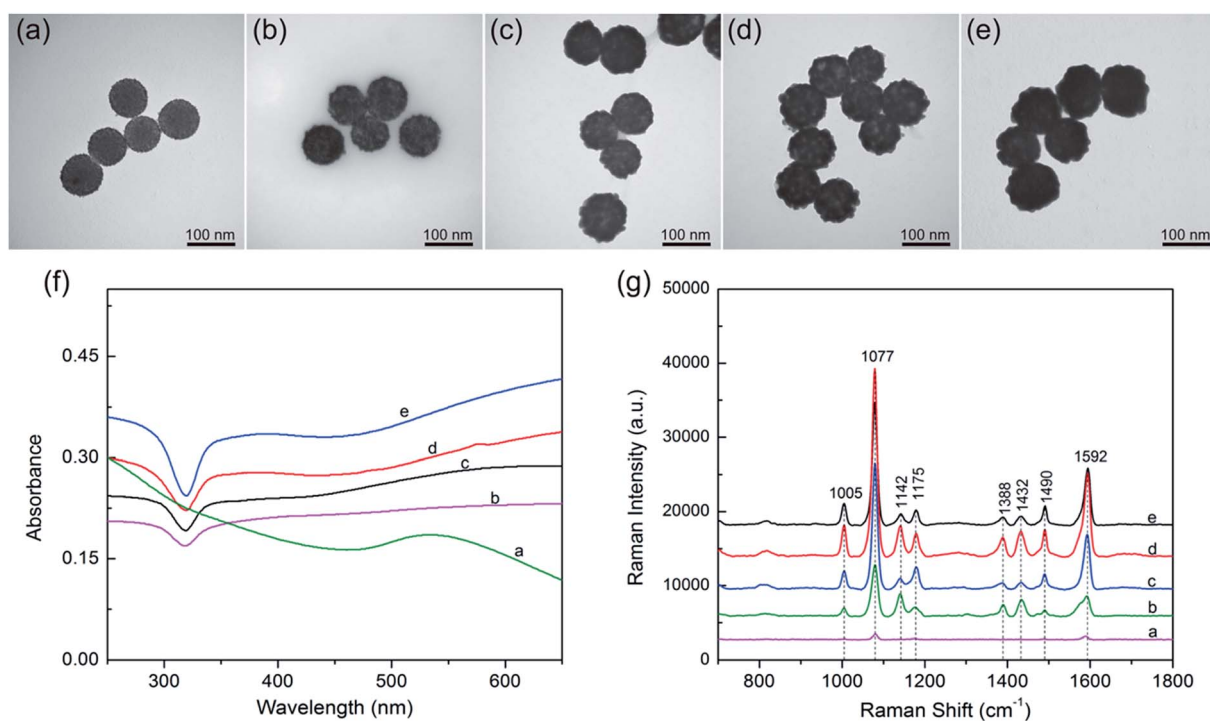 (a) (b) (c) (d) (e)
100 nm 100 nm 100 nm 100 nm 100 nm
(f)
0.45
0.30
0.15
0.00
Absorbance
e
d
c
b
a
300 400 500 600
Wavelength (nm)
(g)
50000
40000
30000
20000
10000
0
Raman Intensity (a.u.)
1077
1592
1005
1142
1175
1388
1432
1490
e
d
c
b
a
800 1000 1200 1400 1600 1800
Raman Shift (cm⁻¹)